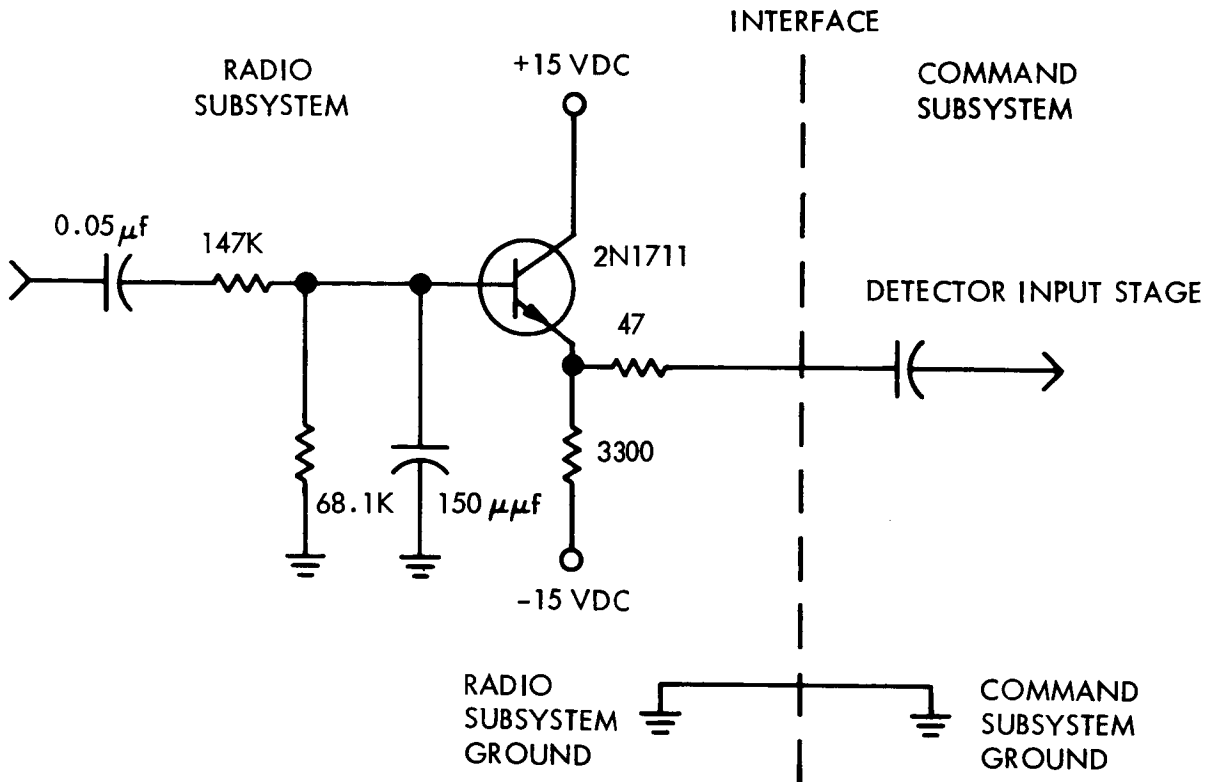 INTERFACE
RADIO
SUBSYSTEM
+15 VDC
COMMAND
SUBSYSTEM
0.05 μf
147K
2N1711
DETECTOR INPUT STAGE
47
3300
68.1K
150 μμf
-15 VDC
RADIO
SUBSYSTEM
GROUND
COMMAND
SUBSYSTEM
GROUND